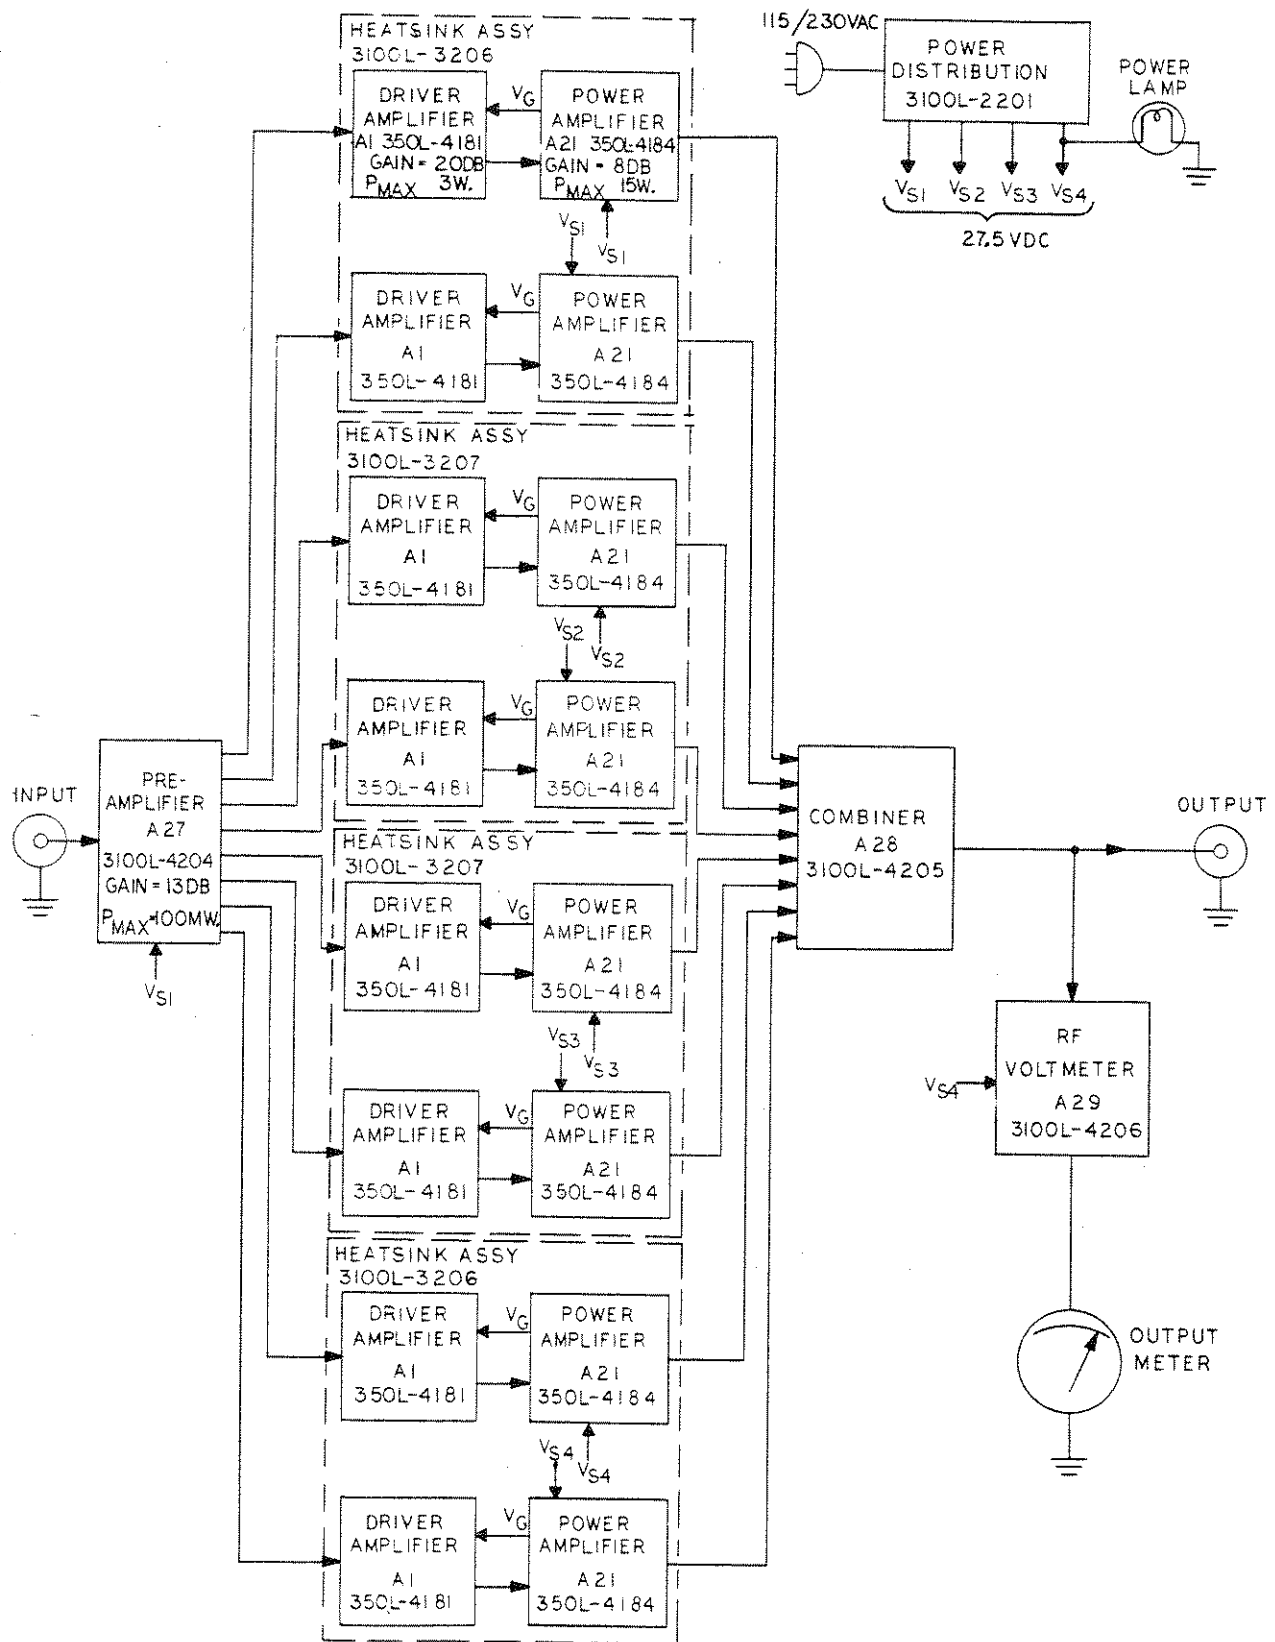 HEATSINK ASSY
3100L-3206
DRIVER
AMPLIFIER
A1 350L-4181
GAIN = 20DB
PMAX 3W.
VG
POWER
AMPLIFIER
A21 350L-4184
GAIN = 8DB
PMAX 15W.
VS1
VS1
DRIVER
AMPLIFIER
A1
350L-4181
VG
POWER
AMPLIFIER
A21
350L-4184
115/230VAC
POWER
DISTRIBUTION
3100L-2201
POWER
LAMP
VS1 VS2 VS3 VS4
27.5 VDC
HEATSINK ASSY
3100L-3207
DRIVER
AMPLIFIER
A1
350L-4181
VG
POWER
AMPLIFIER
A21
350L-4184
VS2
VS2
DRIVER
AMPLIFIER
A1
350L-4181
VG
POWER
AMPLIFIER
A21
350L-4184
INPUT
PRE-
AMPLIFIER
A27
3100L-4204
GAIN = 13DB
PMAX=100MW.
VS1
HEATSINK ASSY
3100L-3207
DRIVER
AMPLIFIER
A1
350L-4181
VG
POWER
AMPLIFIER
A21
350L-4184
VS3
VS3
DRIVER
AMPLIFIER
A1
350L-4181
VG
POWER
AMPLIFIER
A21
350L-4184
COMBINER
A28
3100L-4205
OUTPUT
RF
VOLTMETER
A29
3100L-4206
VS4
OUTPUT
METER
HEATSINK ASSY
3100L-3206
DRIVER
AMPLIFIER
A1
350L-4181
VG
POWER
AMPLIFIER
A21
350L-4184
VS4
VS4
DRIVER
AMPLIFIER
A1
350L-4181
VG
POWER
AMPLIFIER
A21
350L-4184